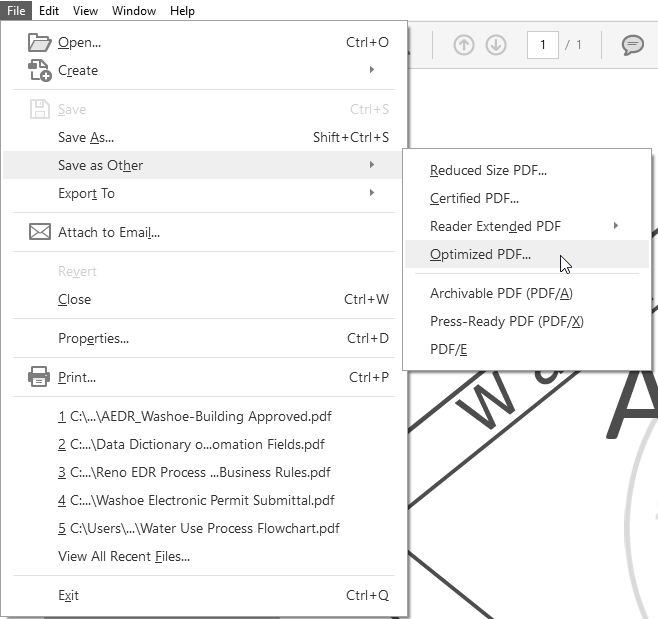 File Edit View Window Help
Open... Ctrl+O
Create
1 / 1
Save Ctrl+S
Save As... Shift+Ctrl+S
Save as Other
Export To
Attach to Email...
Revert
Close Ctrl+W
Properties... Ctrl+D
Print... Ctrl+P
1 C:\...\AEDR_Washoe-Building Approved.pdf
2 C:...\Data Dictionary o...omation Fields.pdf
3 C:...\Reno EDR Process ...Business Rules.pdf
4 C:...\Washoe Electronic Permit Submittal.pdf
5 C:\Users\...\Water Use Process Flowchart.pdf
View All Recent Files...
Exit Ctrl+Q
Reduced Size PDF...
Certified PDF...
Reader Extended PDF
Optimized PDF...
Archivable PDF (PDF/A)
Press-Ready PDF (PDF/X)
PDF/E
W
A